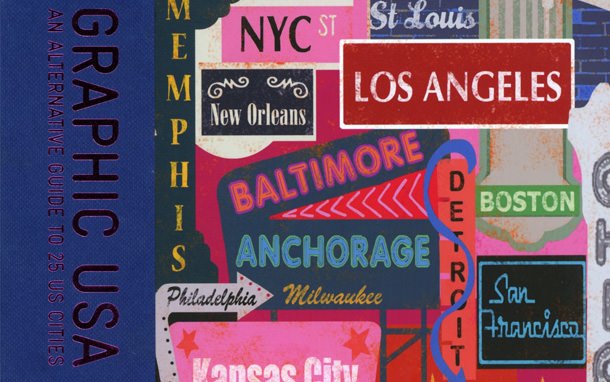 GRAPHIC USA
AN ALTERNATIVE GUIDE TO 25 US CITIES
MEMPHIS
NYC ST
St Louis
LOS ANGELES
New Orleans
BALTIMORE
ANCHORAGE
DETROIT
BOSTON
Philadelphia
Milwaukee
San
Francisco
Kansas City